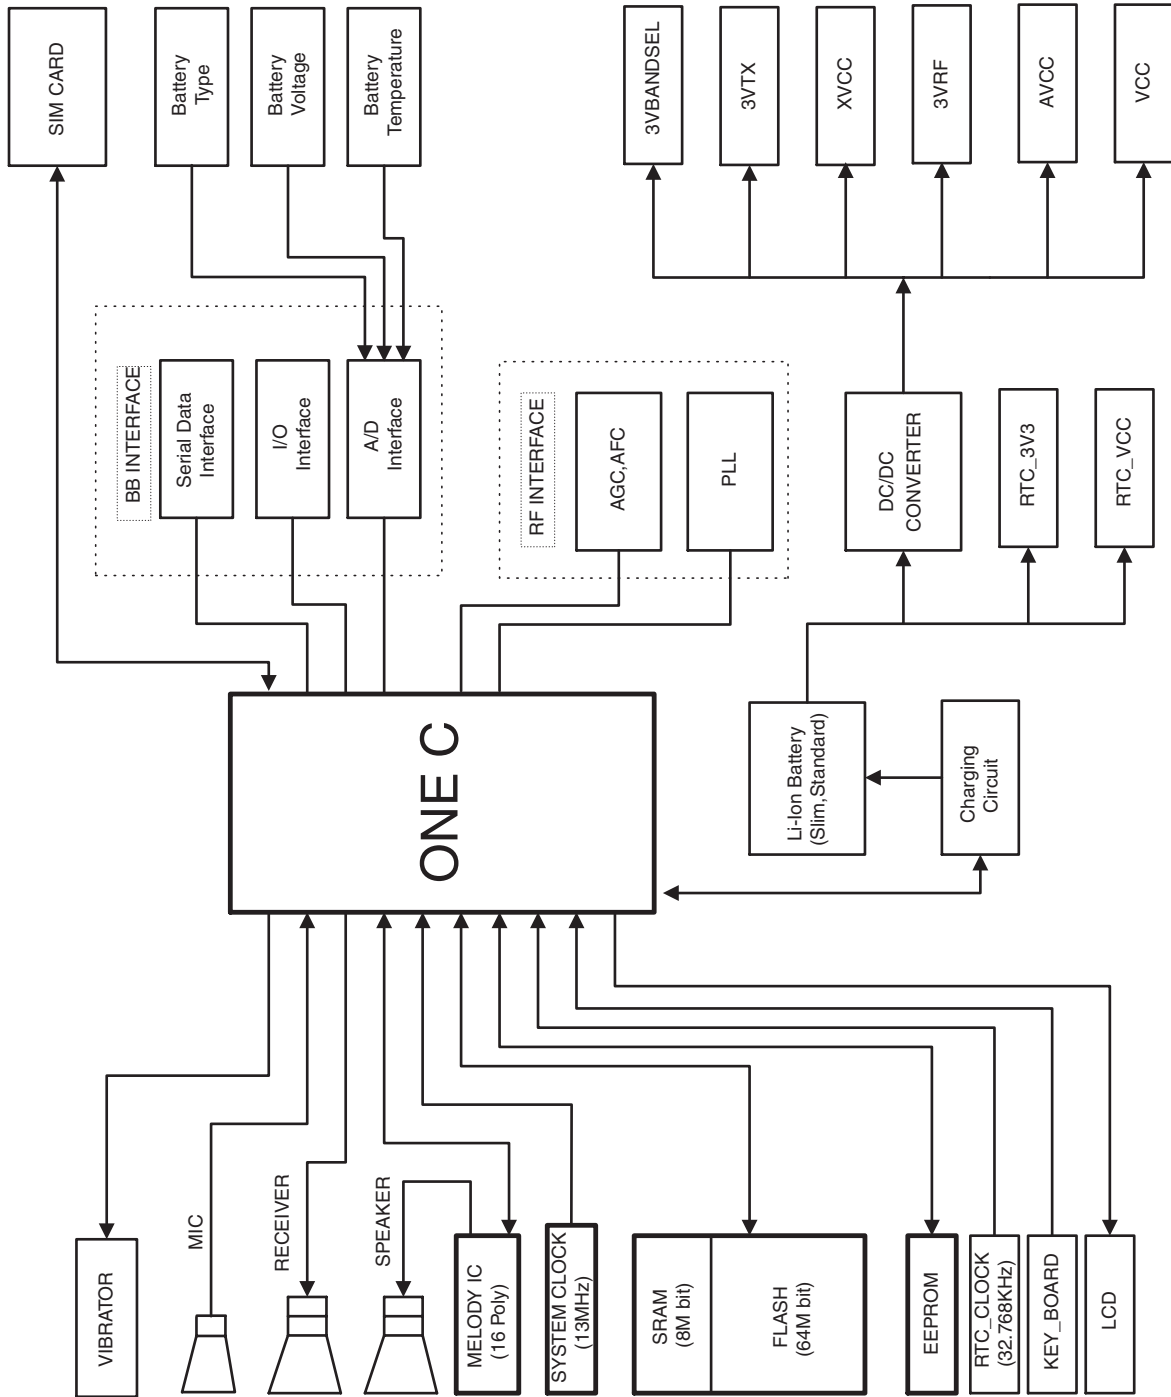 SIM CARD
Battery
Type
Battery
Voltage
Battery
Temperature
3VBANDSEL
3VTX
XVCC
3VRF
AVCC
VCC
BB INTERFACE
Serial Data
Interface
I/O
Interface
A/D
Interface
RF INTERFACE
AGC,AFC
PLL
DC/DC
CONVERTER
RTC_3V3
RTC_VCC
ONE C
Li-Ion Battery
(Slim,Standard)
Charging
Circuit
VIBRATOR
MIC
RECEIVER
SPEAKER
MELODY IC
(16 Poly)
SYSTEM CLOCK
(13MHz)
SRAM
(8M bit)
FLASH
(64M bit)
EEPROM
RTC_CLOCK
(32.768KHz)
KEY_BOARD
LCD